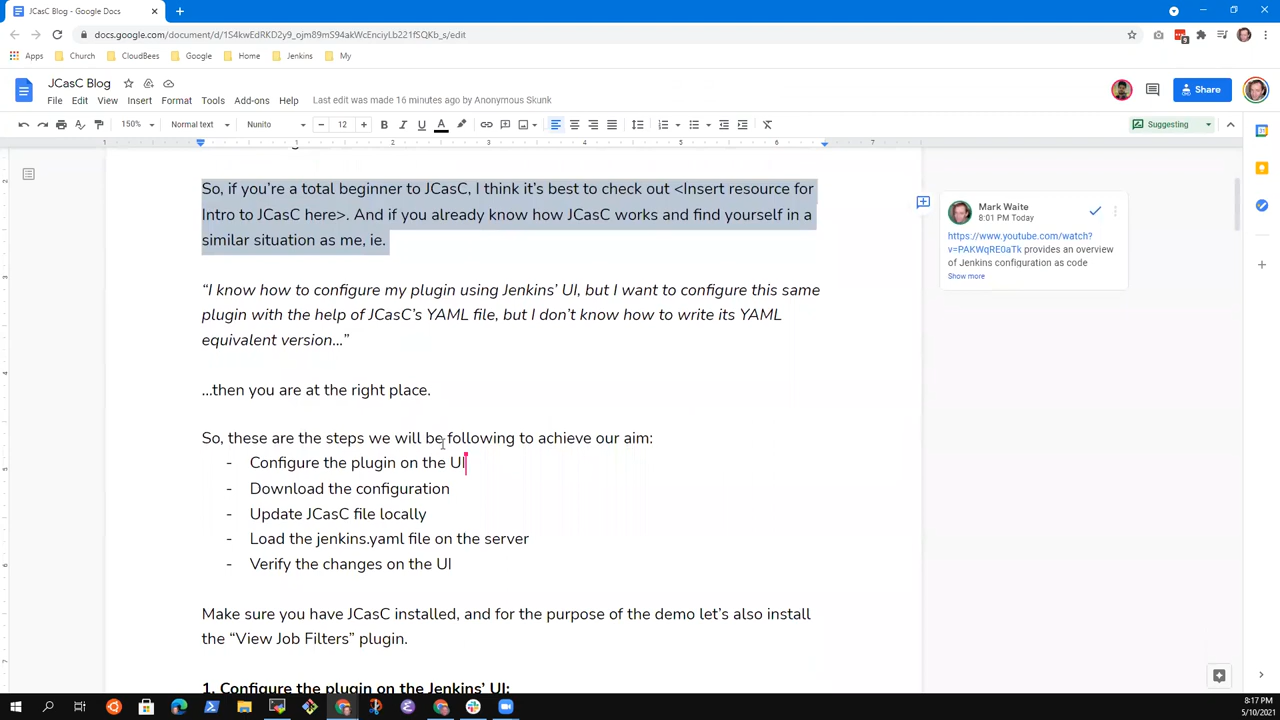 JCasC Blog - Google Docs
docs.google.com/document/d/1S4kwEdRKD2y9_ojm89mS94akWcEnciyLb221fSQKb_s/edit
Apps Church CloudBees Google Home Jenkins My
JCasC Blog
File Edit View Insert Format Tools Add-ons Help Last edit was made 16 minutes ago by Anonymous Skunk
Share
150% Normal text Nunito 12 Suggesting
1 1 2 3 4 5 6 7
So, if you’re a total beginner to JCasC, I think it’s best to check out <Insert resource for
Intro to JCasC here>. And if you already know how JCasC works and find yourself in a
similar situation as me, ie.
“I know how to configure my plugin using Jenkins’ UI, but I want to configure this same
plugin with the help of JCasC’s YAML file, but I don’t know how to write its YAML
equivalent version...”
...then you are at the right place.
So, these are the steps we will be following to achieve our aim:
- Configure the plugin on the UI
- Download the configuration
- Update JCasC file locally
- Load the jenkins.yaml file on the server
- Verify the changes on the UI
Make sure you have JCasC installed, and for the purpose of the demo let’s also install
the “View Job Filters” plugin.
1. Configure the plugin on the Jenkins’ UI:
Mark Waite
8:01 PM Today
https://www.youtube.com/watch?
v=PAKWqRE0aTk provides an overview
of Jenkins configuration as code
Show more
8:17 PM
5/10/2021